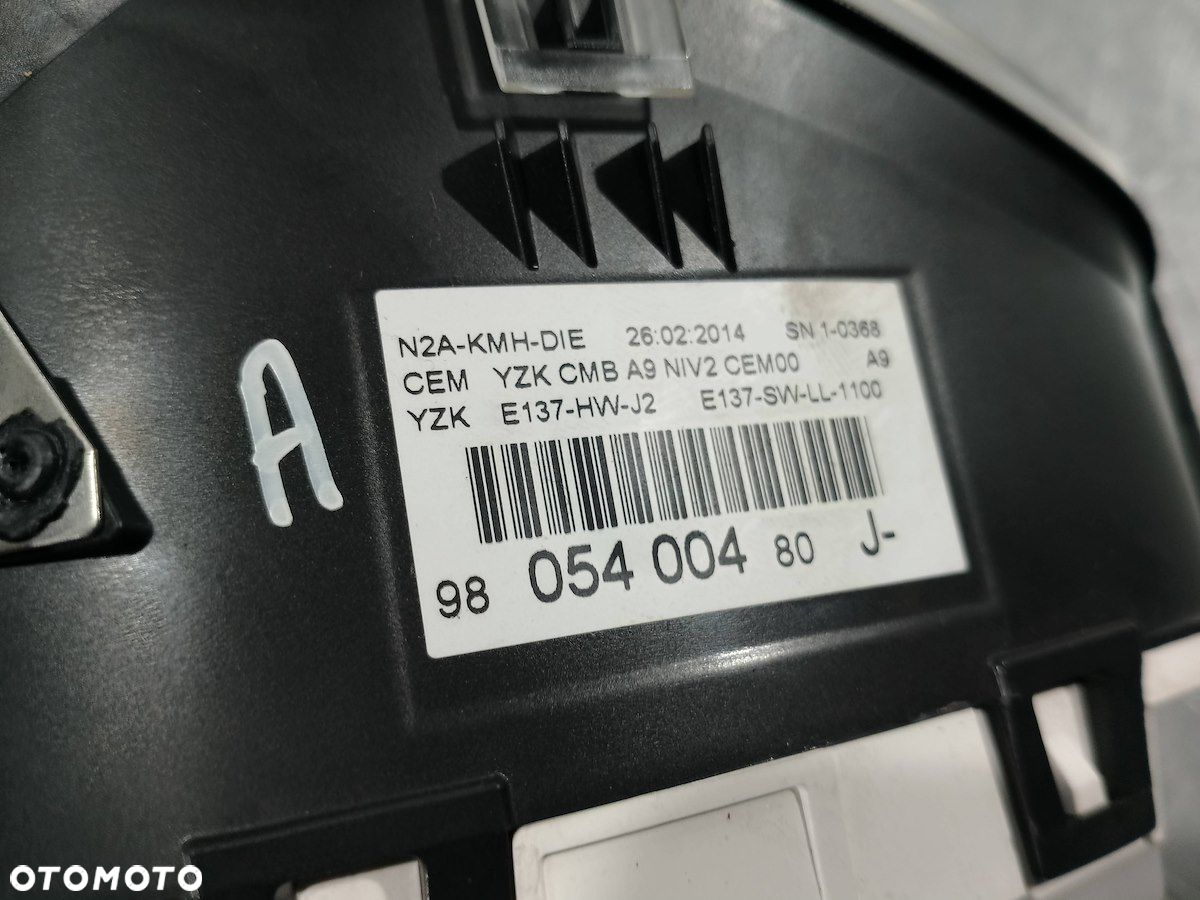 N2A-KMH-DIE 26:02:2014 SN 1-0368
CEM YZK CMB A9 NIV2 CEM00 A9
YZK E137-HW-J2 E137-SW-LL-1100
98 054 004 80 J-
A
OTOMOTO